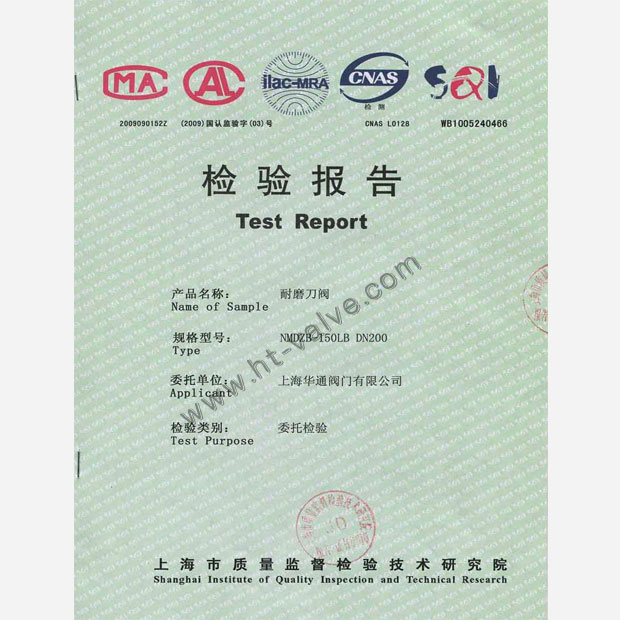 MA
AL
ilac-MRA
CNAS
检 测
SQI
2009090152Z
(2009)国认监验字(03)号
CNAS L0128
WB1005240466
检验报告
Test Report
产品名称： 耐磨刀阀
Name of Sample
规格型号： NMDZB-150LB DN200
Type
委托单位： 上海华通阀门有限公司
Applicant
检验类别： 委托检验
Test Purpose
www.ht-valve.com
上海市质量监督检验技术研究院
Shanghai Institute of Quality Inspection and Technical Research